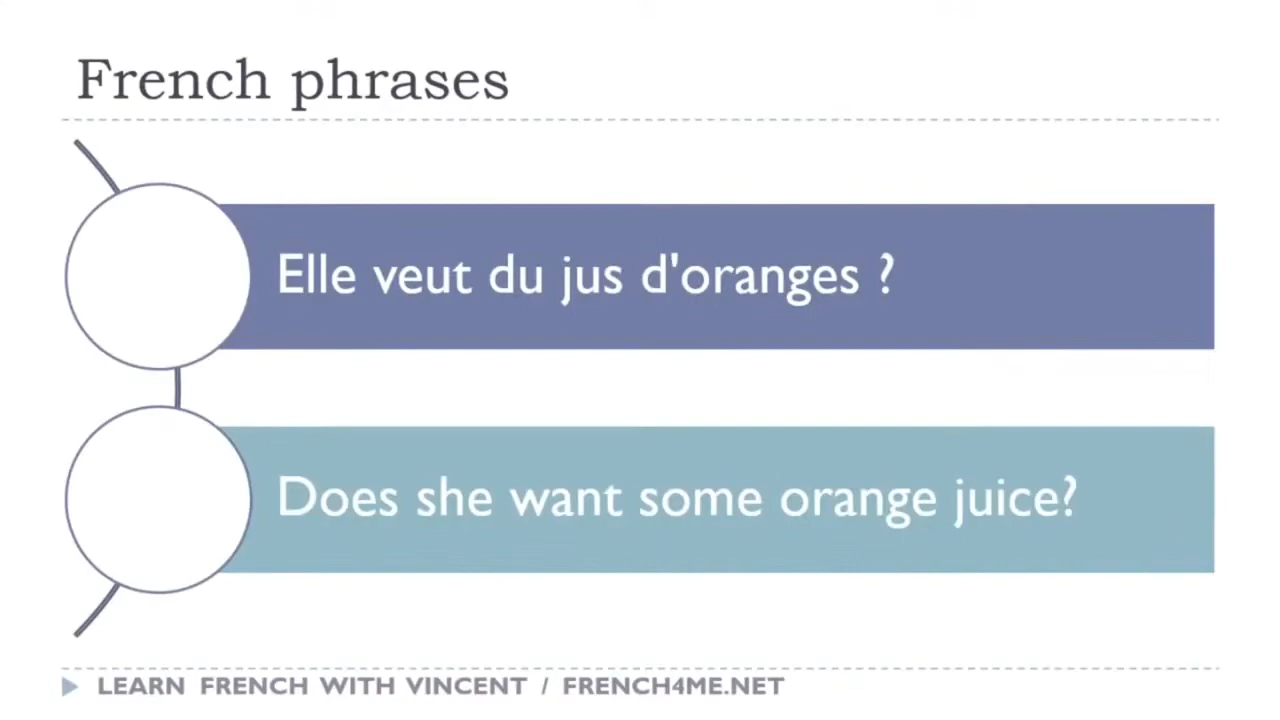 French phrases
Elle veut du jus d'oranges ?
Does she want some orange juice?
LEARN FRENCH WITH VINCENT / FRENCH4ME.NET